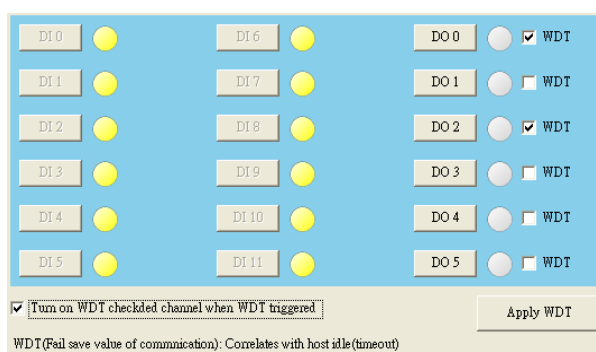 DI 0 DI 6 DO 0 WDT
DI 1 DI 7 DO 1 WDT
DI 2 DI 8 DO 2 WDT
DI 3 DI 9 DO 3 WDT
DI 4 DI 10 DO 4 WDT
DI 5 DI 11 DO 5 WDT
Turn on WDT checkded channel when WDT triggered Apply WDT
WDT(Fail save value of commnication): Correlates with host idle(timeout)